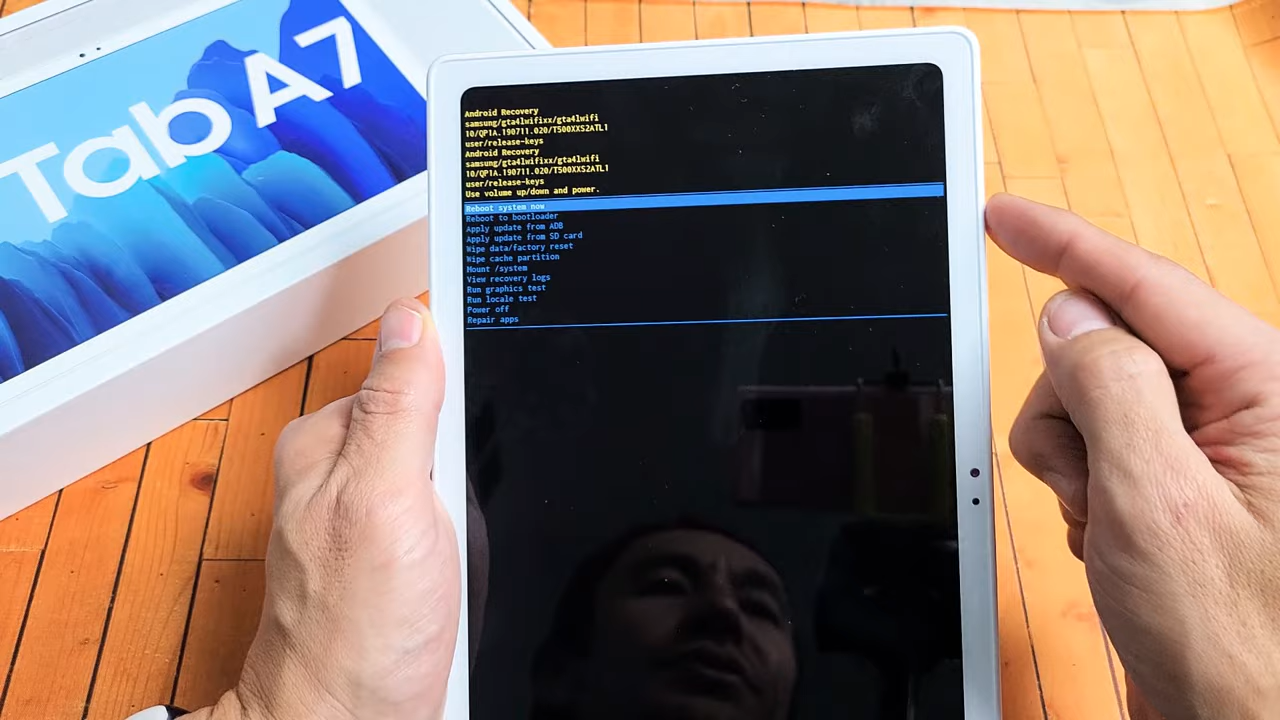 Tab A7
Android Recovery
samsung/gta4lwifixx/gta4lwifi
10/QP1A.190711.020/T500XXS2ATL1
user/release-keys
Android Recovery
samsung/gta4lwifixx/gta4lwifi
10/QP1A.190711.020/T500XXS2ATL1
user/release-keys
Use volume up/down and power.
Reboot system now
Reboot to bootloader
Apply update from ADB
Apply update from SD card
Wipe data/factory reset
Wipe cache partition
Mount /system
View recovery logs
Run graphics test
Run locale test
Power off
Repair apps